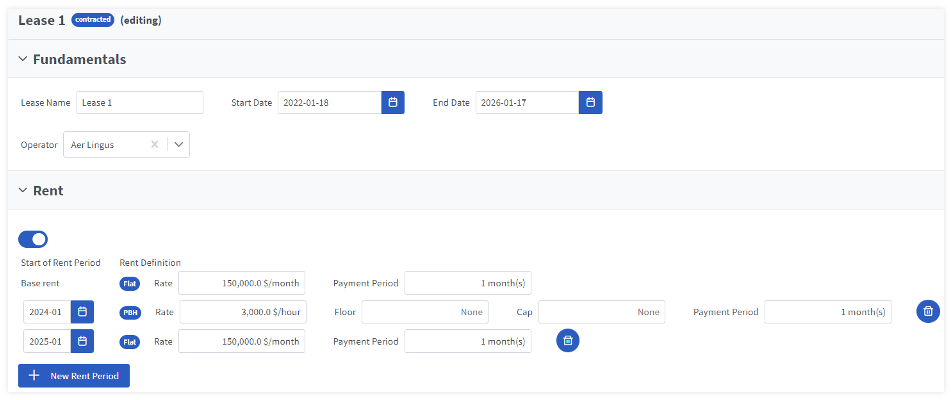 Lease 1 contracted (editing)
Fundamentals
Lease Name Lease 1 Start Date 2022-01-18 End Date 2026-01-17
Operator Aer Lingus
Rent
Start of Rent Period Rent Definition
Base rent Flat Rate 150,000.0 $/month Payment Period 1 month(s)
2024-01 PBH Rate 3,000.0 $/hour Floor None Cap None Payment Period 1 month(s)
2025-01 Flat Rate 150,000.0 $/month Payment Period 1 month(s)
New Rent Period